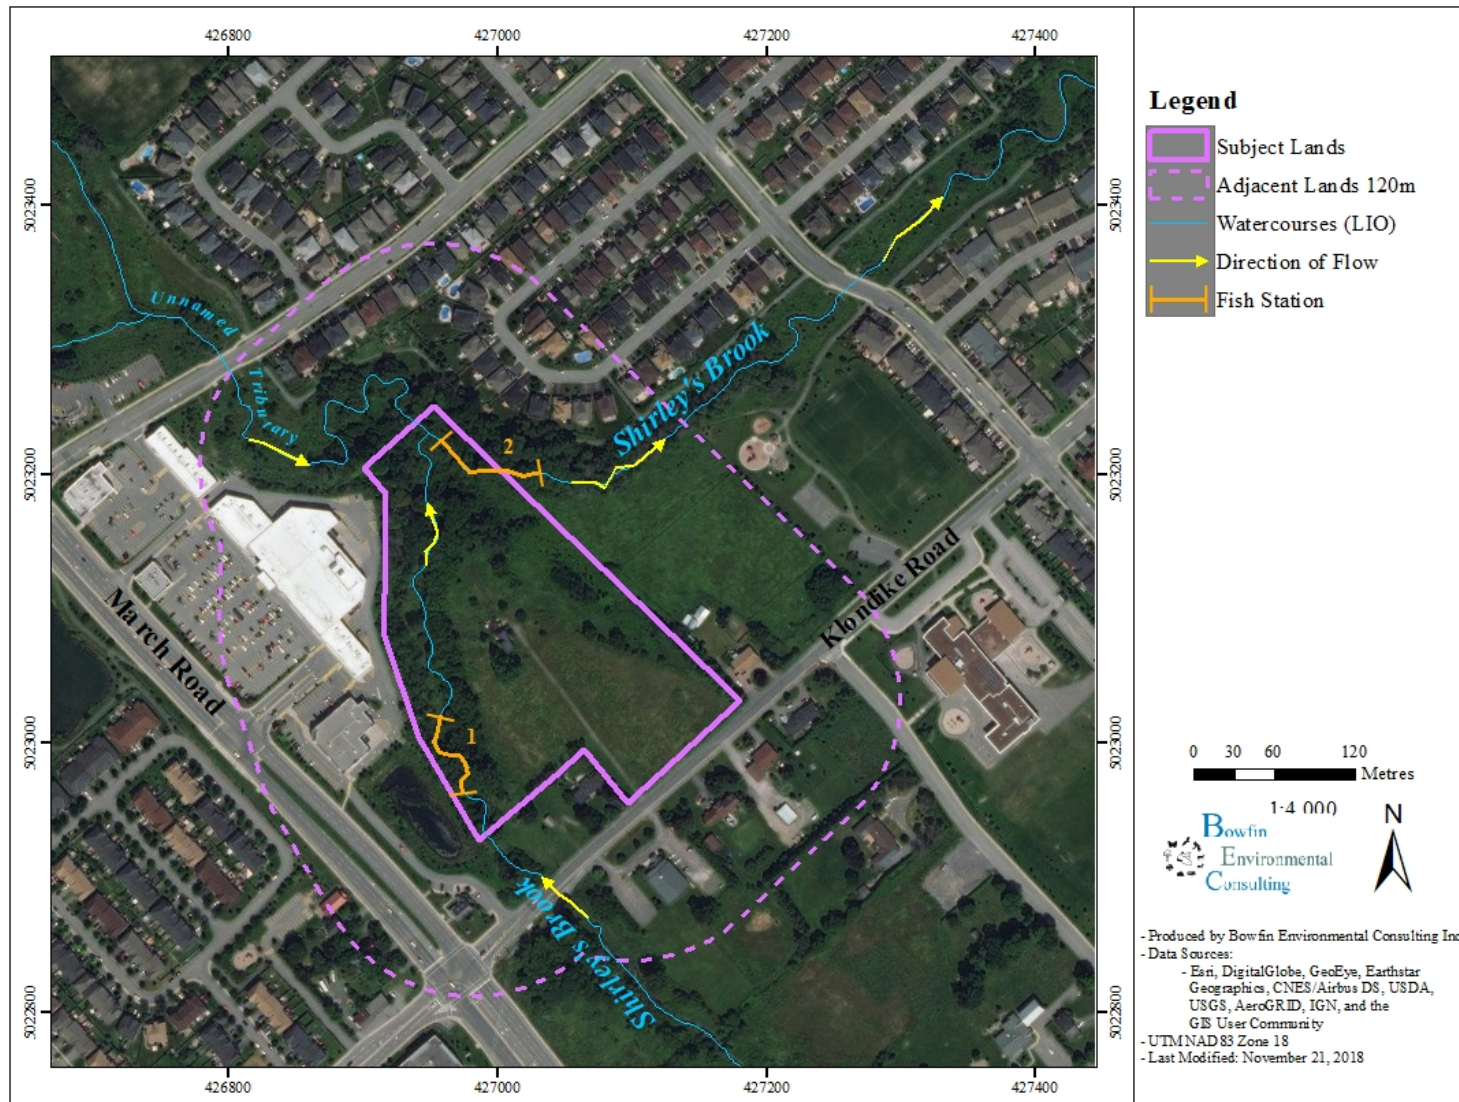 426800
427000
427200
427400
5023400
5023200
5023000
5022800
Unnamed
Tributary
Shirley's Brook
2
1
March Road
Klondike Road
Shirley's Brook
5023400
5023200
5023000
5022800
426800
427000
427200
427400
Legend
Subject Lands
Adjacent Lands 120m
Watercourses (LIO)
Direction of Flow
Fish Station
0 30 60 120
Metres
1:4 000
N
Bowfin
Environmental
Consulting
- Produced by Bowfin Environmental Consulting Inc
- Data Sources:
- Esri, DigitalGlobe, GeoEye, Earthstar
Geographics, CNES/Airbus DS, USDA,
USGS, AeroGRID, IGN, and the
GIS User Community
- UTM NAD83 Zone 18
- Last Modified: November 21, 2018